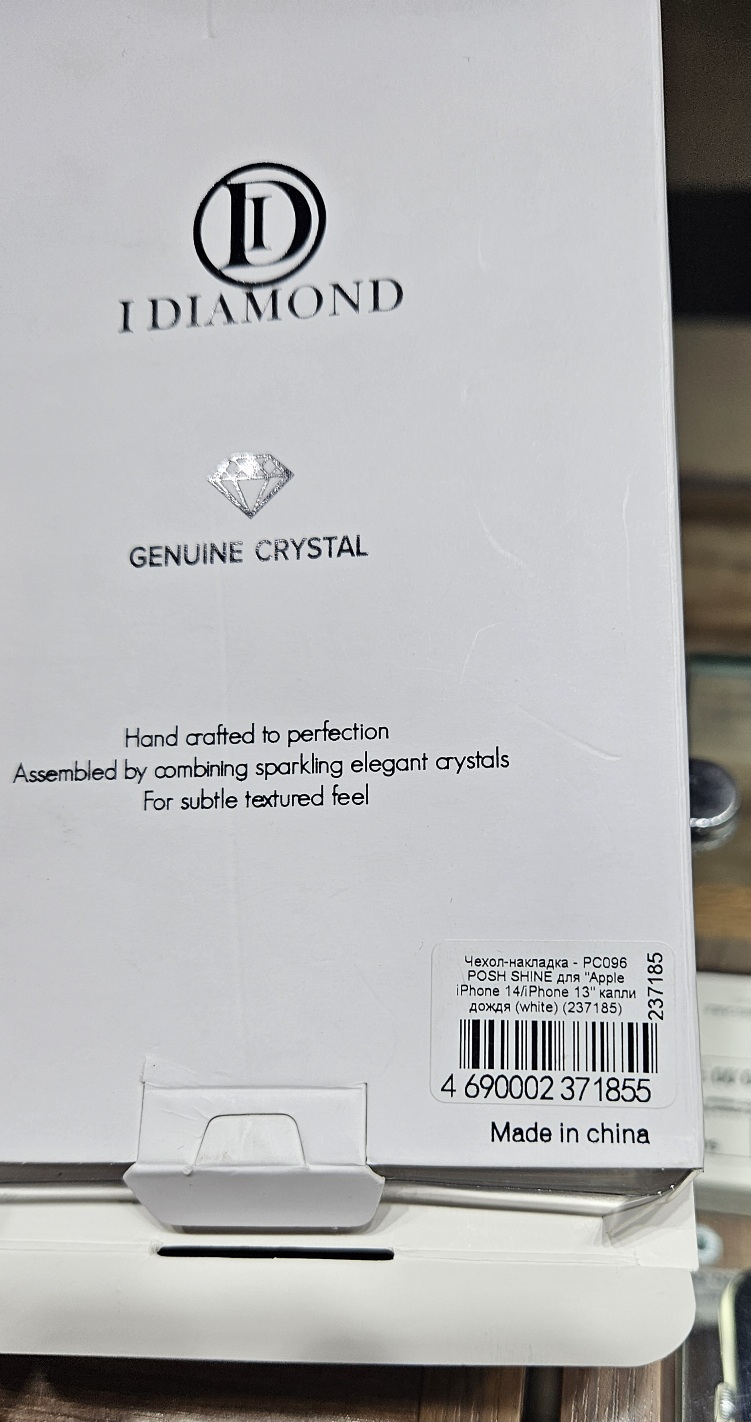 DI
I DIAMOND
GENUINE CRYSTAL
Hand crafted to perfection
Assembled by combining sparkling elegant crystals
For subtle textured feel
Чехол-накладка - PC096
POSH SHINE для "Apple
iPhone 14/iPhone 13" капли
дождя (white) (237185)
237185
4 690002 371855
Made in china